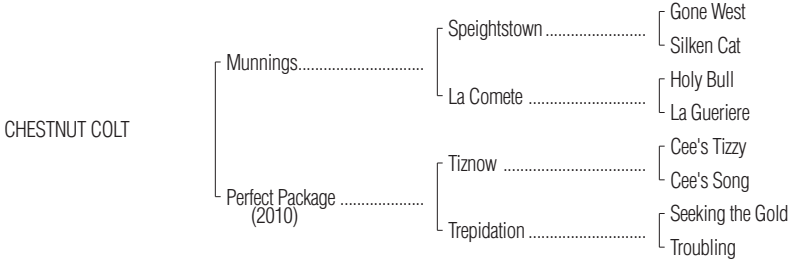 Gone West
Speightstown
Silken Cat
Munnings
Holy Bull
La Comete
La Gueriere
CHESTNUT COLT
Cee's Tizzy
Tiznow
Cee's Song
Perfect Package
(2010)
Seeking the Gold
Trepidation
Troubling